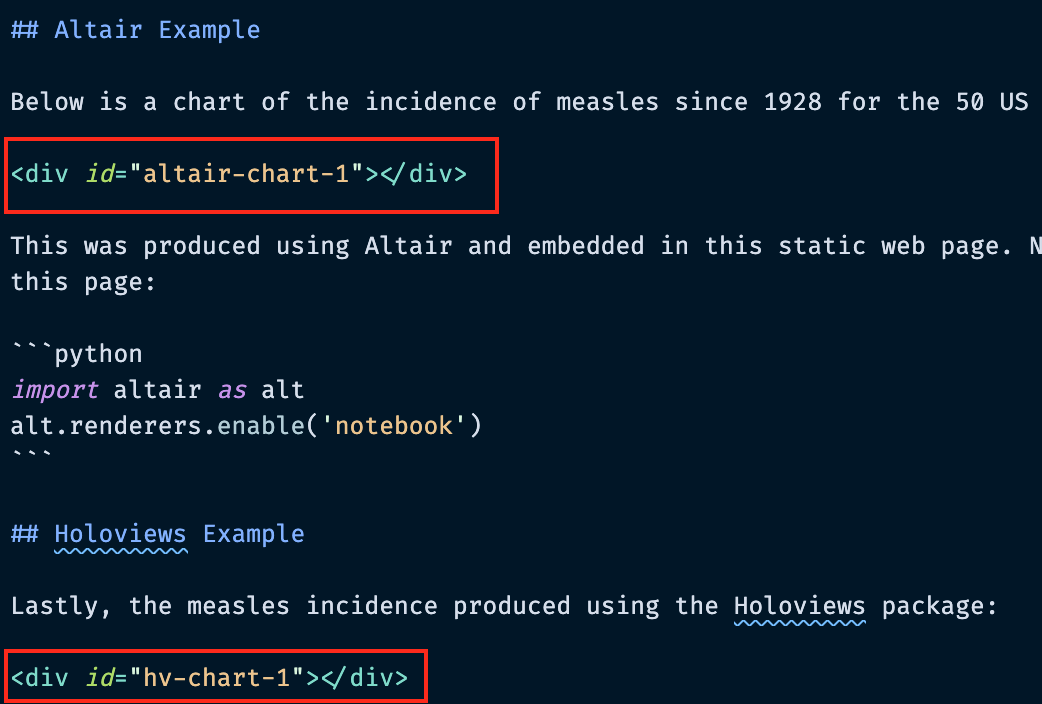 ## Altair Example
Below is a chart of the incidence of measles since 1928 for the 50 US
<div id="altair-chart-1"></div>
This was produced using Altair and embedded in this static web page. N
this page:
```python
import altair as alt
alt.renderers.enable('notebook')
```
## Holoviews Example
Lastly, the measles incidence produced using the Holoviews package:
<div id="hv-chart-1"></div>